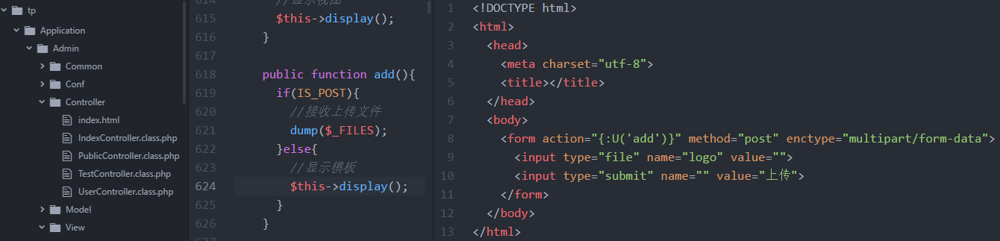 tp
Application
Admin
Common
Conf
Controller
index.html
IndexController.class.php
PublicController.class.php
TestController.class.php
UserController.class.php
Model
View
614 //显示视图
615 $this->display();
616 }
617
618 public function add(){
619 if(IS_POST){
620 //接收上传文件
621 dump($_FILES);
622 }else{
623 //显示模板
624 $this->display();
625 }
626 }
1 <!DOCTYPE html>
2 <html>
3 <head>
4 <meta charset="utf-8">
5 <title></title>
6 </head>
7 <body>
8 <form action="{:U('add')}" method="post" enctype="multipart/form-data">
9 <input type="file" name="logo" value="">
10 <input type="submit" name="" value="上传">
11 </form>
12 </body>
13 </html>